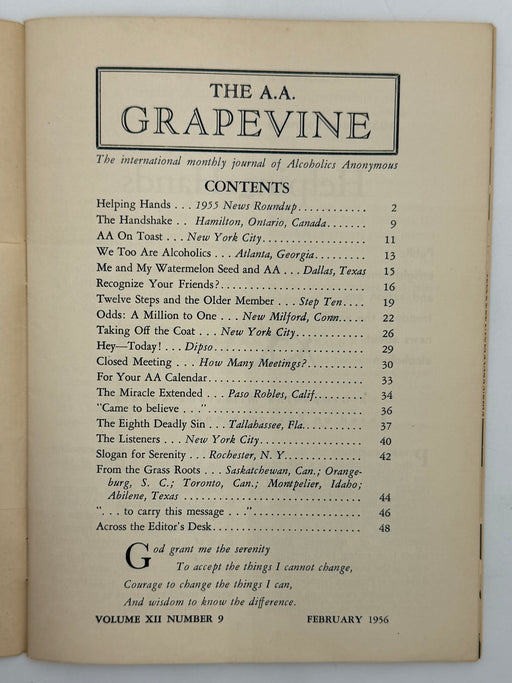 THE A.A.
GRAPEVINE
The international monthly journal of Alcoholics Anonymous
CONTENTS
Helping Hands . . . 1955 News Roundup............ 2
The Handshake . . Hamilton, Ontario, Canada....... 9
AA On Toast . . . New York City.................. 11
We Too Are Alcoholics . . . Atlanta, Georgia......... 13
Me and My Watermelon Seed and AA . . . Dallas, Texas 15
Recognize Your Friends?........................... 16
Twelve Steps and the Older Member . . . Step Ten.... 19
Odds: A Million to One . . . New Milford, Conn..... 22
Taking Off the Coat . . . New York City............ 26
Hey—Today! . . . Dipso........................... 29
Closed Meeting . . . How Many Meetings?........... 30
For Your AA Calendar............................. 33
The Miracle Extended . . . Paso Robles, Calif......... 34
"Came to believe . . ."............................ 36
The Eighth Deadly Sin . . . Tallahassee, Fla.......... 37
The Listeners . . . New York City.................. 40
Slogan for Serenity . . . Rochester, N. Y............. 42
From the Grass Roots . . . Saskatchewan, Can.; Orange-
burg, S. C.; Toronto, Can.; Montpelier, Idaho;
Abilene, Texas ................................ 44
". . . to carry this message . . ."..................... 46
Across the Editor's Desk........................... 48
God grant me the serenity
To accept the things I cannot change,
Courage to change the things I can,
And wisdom to know the difference.
VOLUME XII NUMBER 9 FEBRUARY 1956